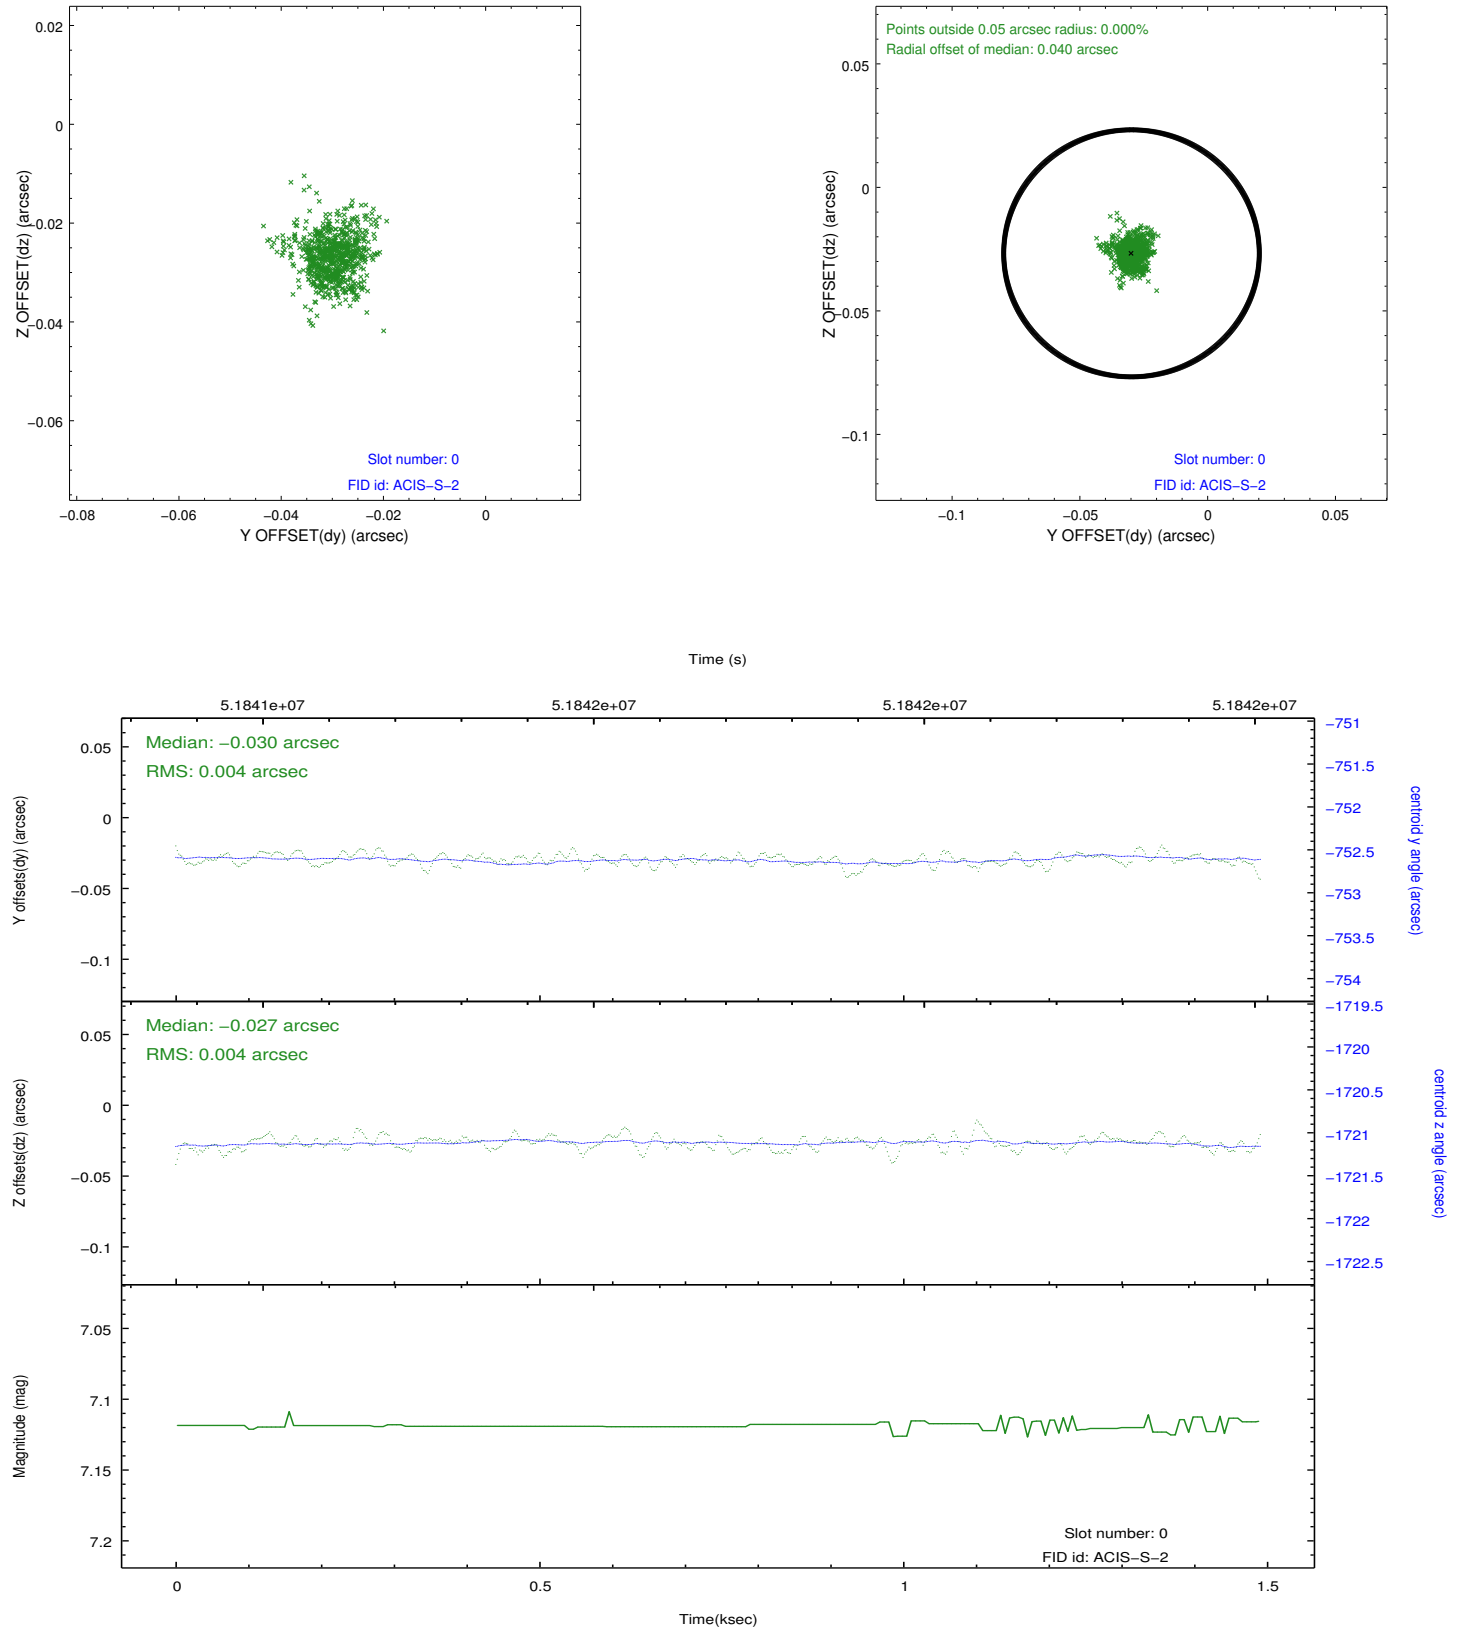 0.02
0
−0.02
−0.04
−0.06
Z OFFSET(dz) (arcsec)
Slot number: 0
FID id: ACIS−S−2
−0.08
−0.06
−0.04
−0.02
0
Y OFFSET(dy) (arcsec)
Points outside 0.05 arcsec radius: 0.000%
Radial offset of median: 0.040 arcsec
0.05
0
−0.05
−0.1
Z OFFSET(dz) (arcsec)
Slot number: 0
FID id: ACIS−S−2
−0.1
−0.05
0
0.05
Y OFFSET(dy) (arcsec)
Time (s)
5.1841e+07
5.1842e+07
5.1842e+07
5.1842e+07
Median: −0.030 arcsec
RMS: 0.004 arcsec
0.05
0
−0.05
−0.1
Y offsets(dy) (arcsec)
−751
−751.5
−752
−752.5
−753
−753.5
−754
centroid y angle (arcsec)
Median: −0.027 arcsec
RMS: 0.004 arcsec
0.05
0
−0.05
−0.1
Z offsets(dz) (arcsec)
−1719.5
−1720
−1720.5
−1721
−1721.5
−1722
−1722.5
centroid z angle (arcsec)
7.05
7.1
7.15
7.2
Magnitude (mag)
Slot number: 0
FID id: ACIS−S−2
0
0.5
1
1.5
Time(ksec)